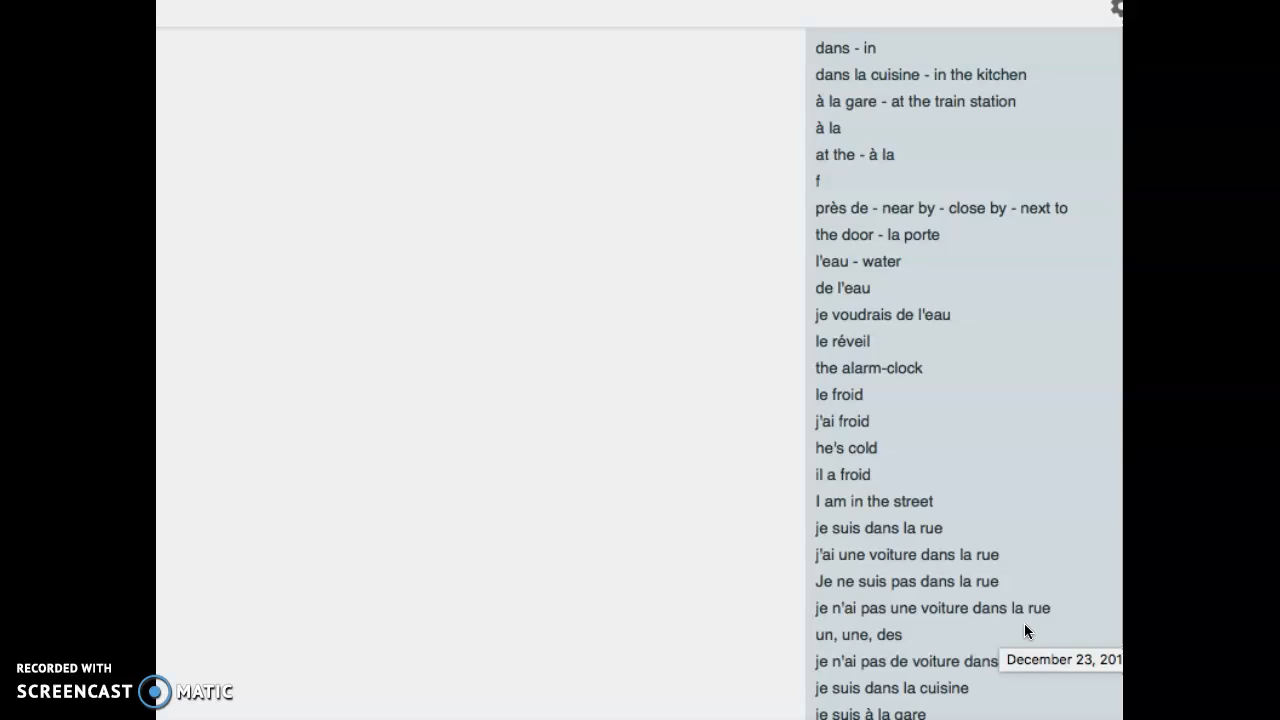 dans - in
dans la cuisine - in the kitchen
à la gare - at the train station
à la
at the - à la
f
près de - near by - close by - next to
the door - la porte
l'eau - water
de l'eau
je voudrais de l'eau
le réveil
the alarm-clock
le froid
j'ai froid
he's cold
il a froid
I am in the street
je suis dans la rue
j'ai une voiture dans la rue
Je ne suis pas dans la rue
je n'ai pas une voiture dans la rue
un, une, des
je n'ai pas de voiture dans
December 23, 201
je suis dans la cuisine
je suis à la gare
RECORDED WITH
SCREENCAST MATIC